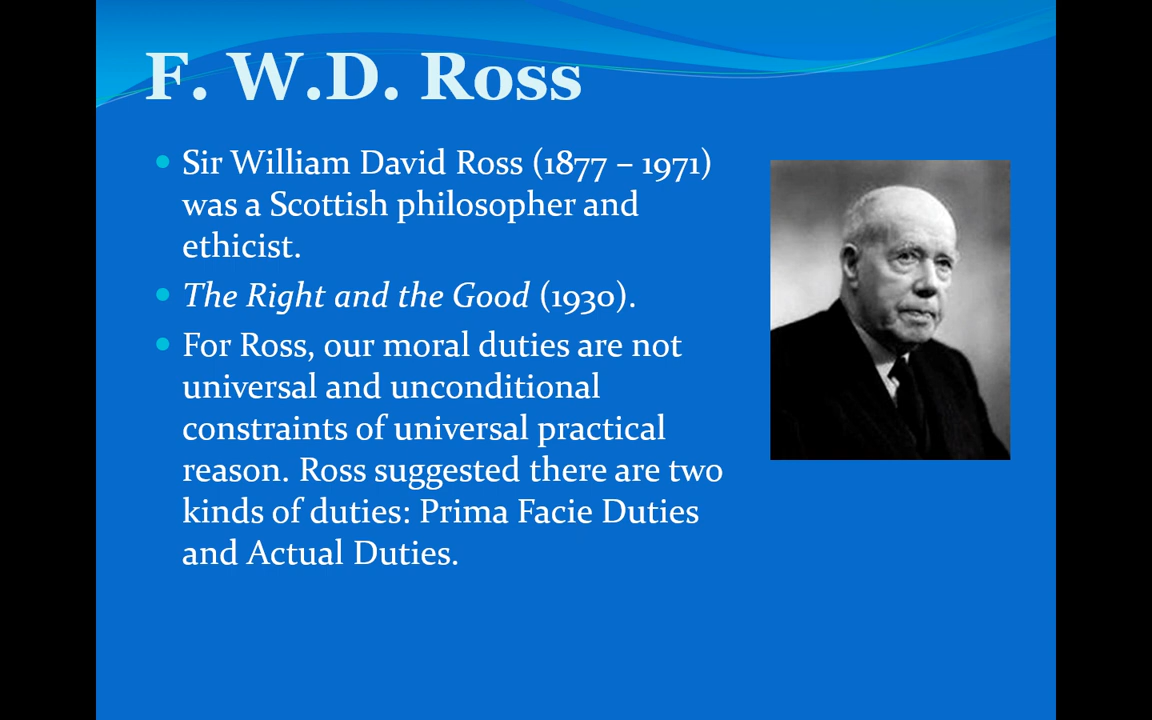 F. W.D. Ross
• Sir William David Ross (1877 – 1971)
was a Scottish philosopher and
ethicist.
• The Right and the Good (1930).
• For Ross, our moral duties are not
universal and unconditional
constraints of universal practical
reason. Ross suggested there are two
kinds of duties: Prima Facie Duties
and Actual Duties.